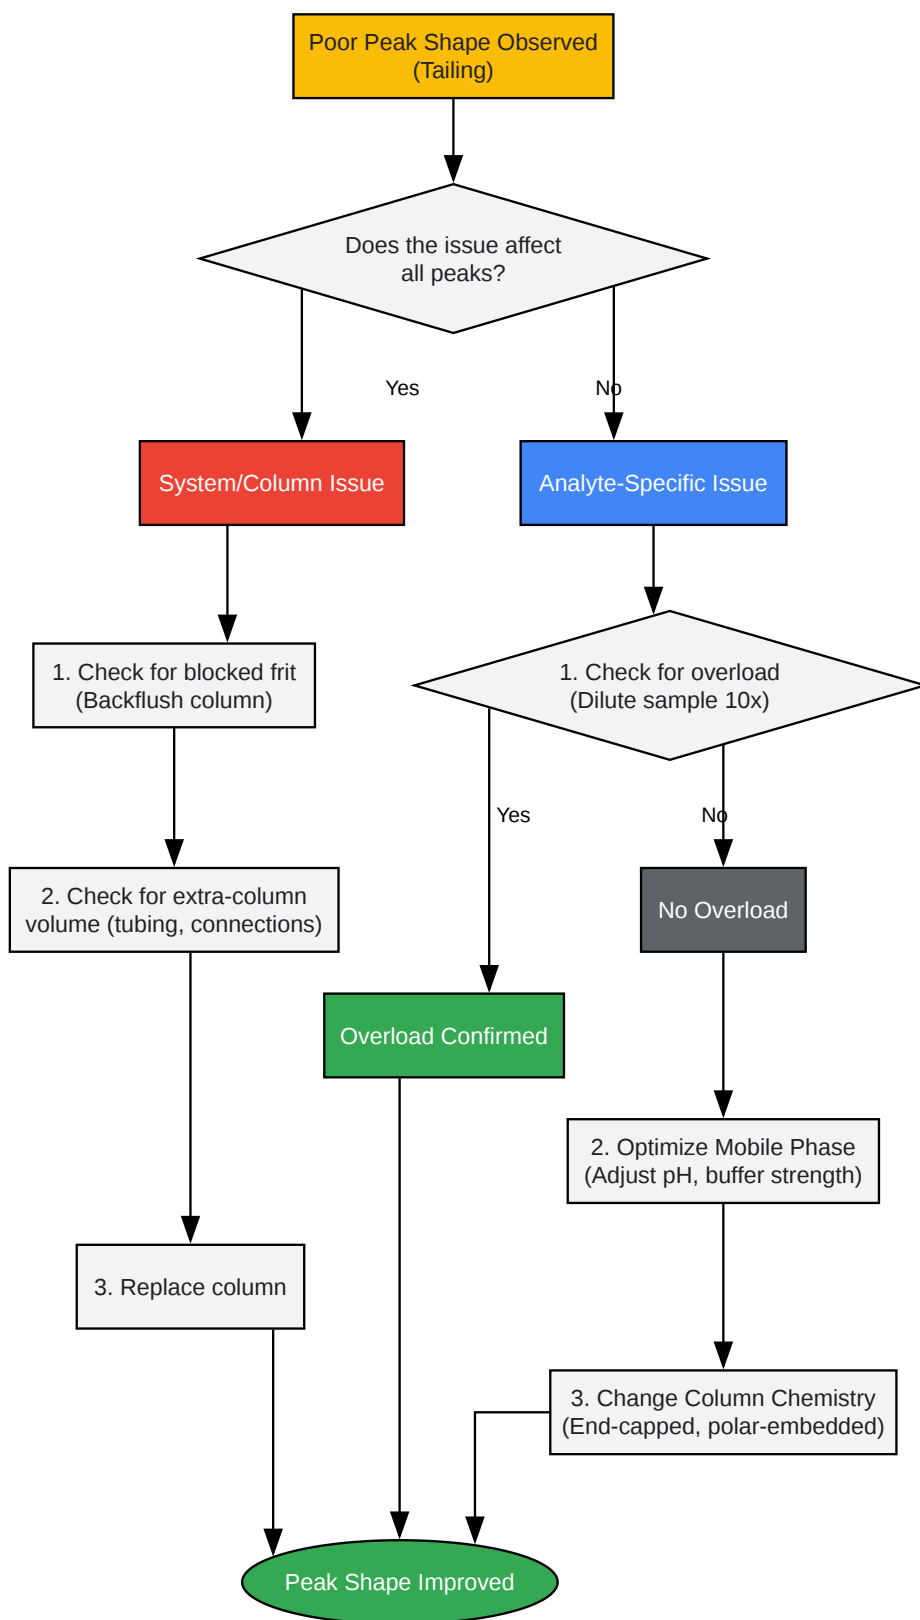 Poor Peak Shape Observed
(Tailing)
Does the issue affect
all peaks?
Yes
No
System/Column Issue
Analyte-Specific Issue
1. Check for blocked frit
(Backflush column)
1. Check for overload
(Dilute sample 10x)
Yes
No
2. Check for extra-column
volume (tubing, connections)
No Overload
Overload Confirmed
2. Optimize Mobile Phase
(Adjust pH, buffer strength)
3. Replace column
3. Change Column Chemistry
(End-capped, polar-embedded)
Peak Shape Improved